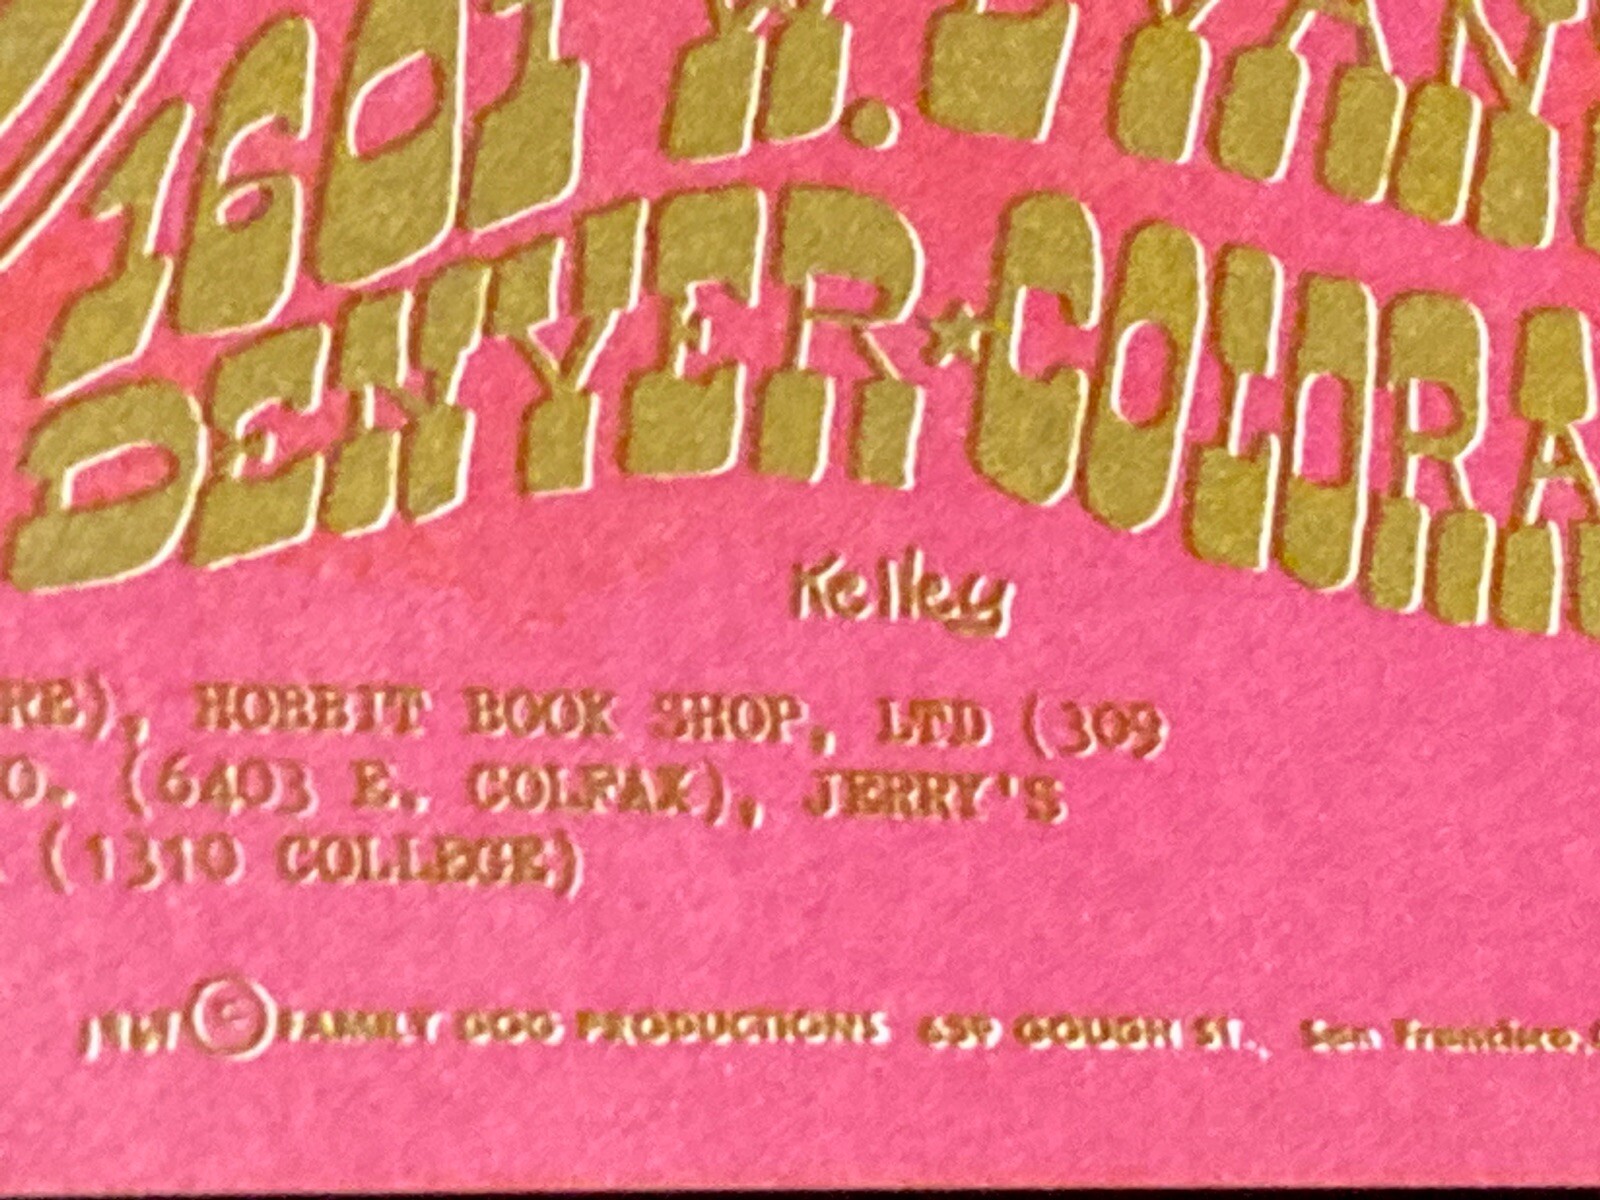 1601 W. EVAN
DENVER ★ COLORA
Kelley
RE), HOBBIT BOOK SHOP, LTD (309
O., (6403 E. COLFAX), JERRY'S
(1310 COLLEGE)
1967 © FAMILY DOG PRODUCTIONS 639 GOUGH ST., San Francisco,